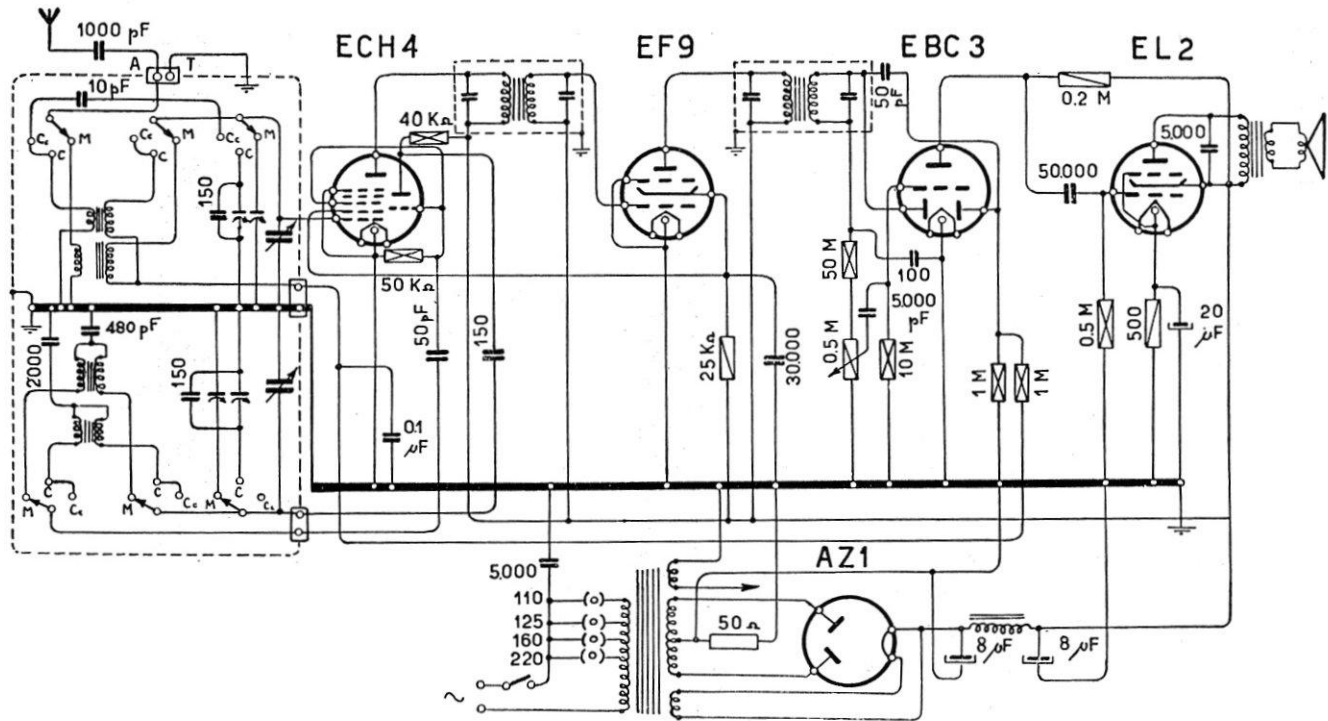 1000 pF
A
T
ECH4
EF9
EBC3
EL2
10pF
50 pF
0.2 M
Cc
M
Cc
C
Cc
M
C
C
40 KΩ
5.000
50.000
150
50 KΩ
50 M
100
480 pF
2000
150
50 pF
150
25 KΩ
30.000
0.5 M
5.000 pF
10 M
1 M
1 M
0.5 M
500
20 μF
0.1 μF
C
M
Cc
C
M
Cc
C
M
Cc
5.000
AZ1
110
125
160
220
50 Ω
8 μF
8 μF
~